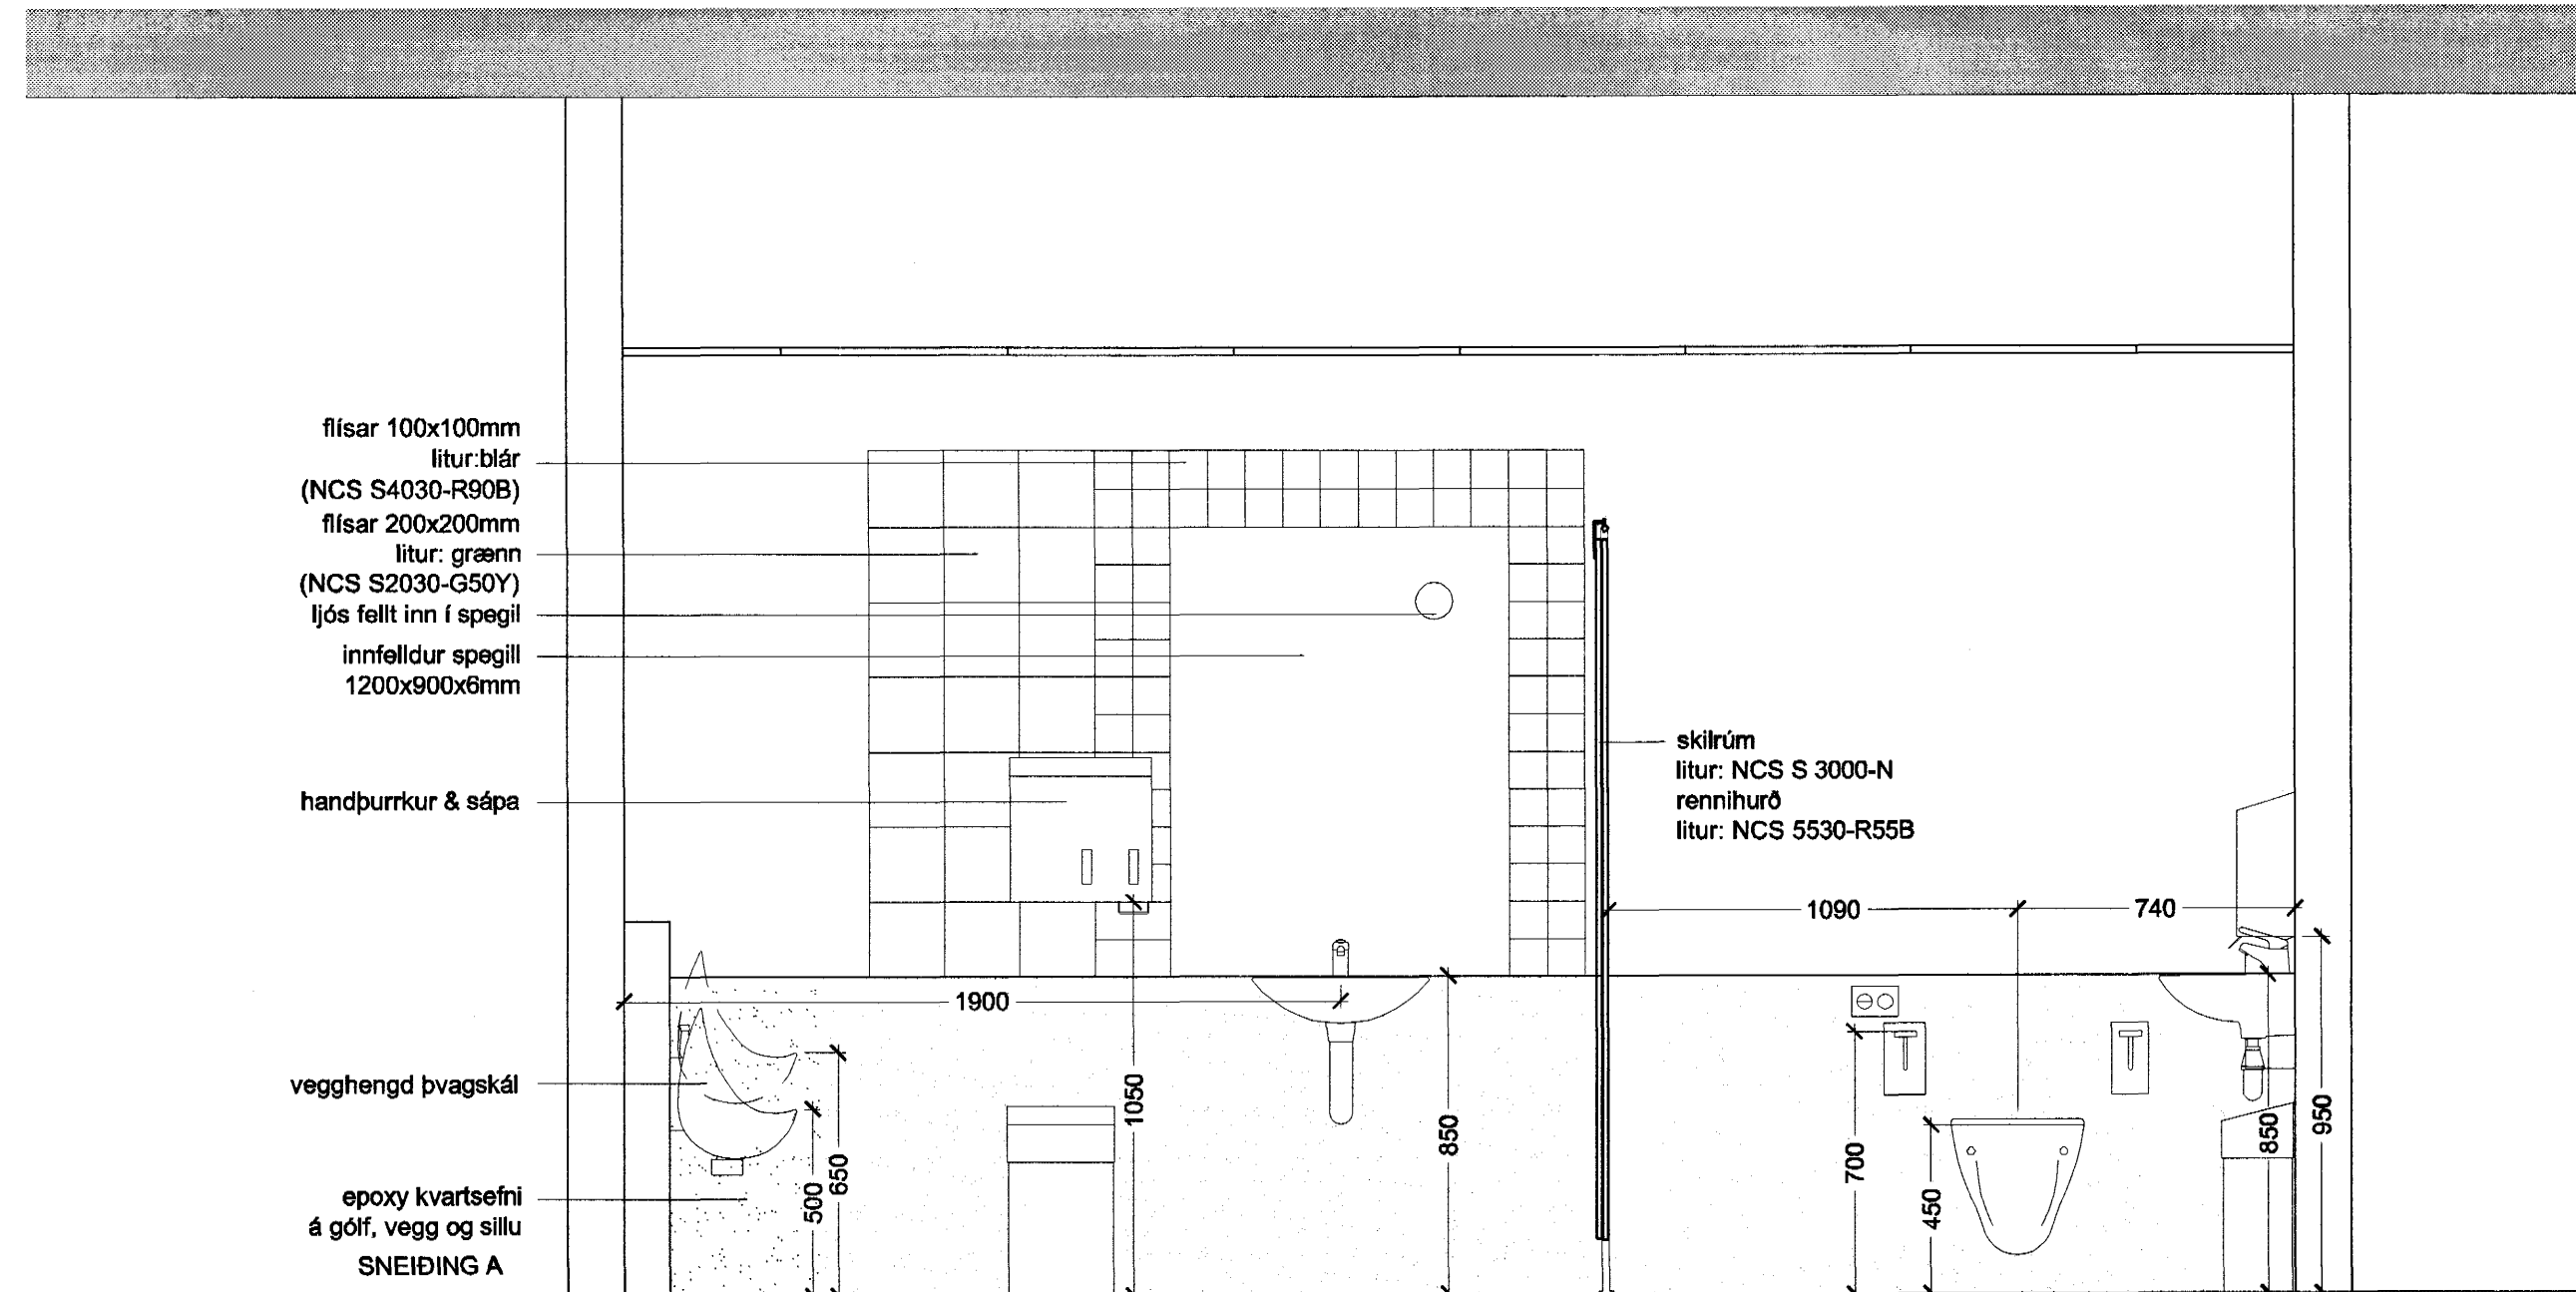 flísar 100x100mm
litur:blár
(NCS S4030-R90B)
flísar 200x200mm
litur: grænn
(NCS S2030-G50Y)
ljós fellt inn í spegil
innfelldur spegill
1200x900x6mm
handþurrkur & sápa
skilrúm
litur: NCS S 3000-N
rennihurð
litur: NCS 5530-R55B
1090
740
1900
vegghengd þvagskál
1050
850
700
450
850
950
650
500
epoxy kvartsefni
á gólf, vegg og sillu
SNEIÐING A